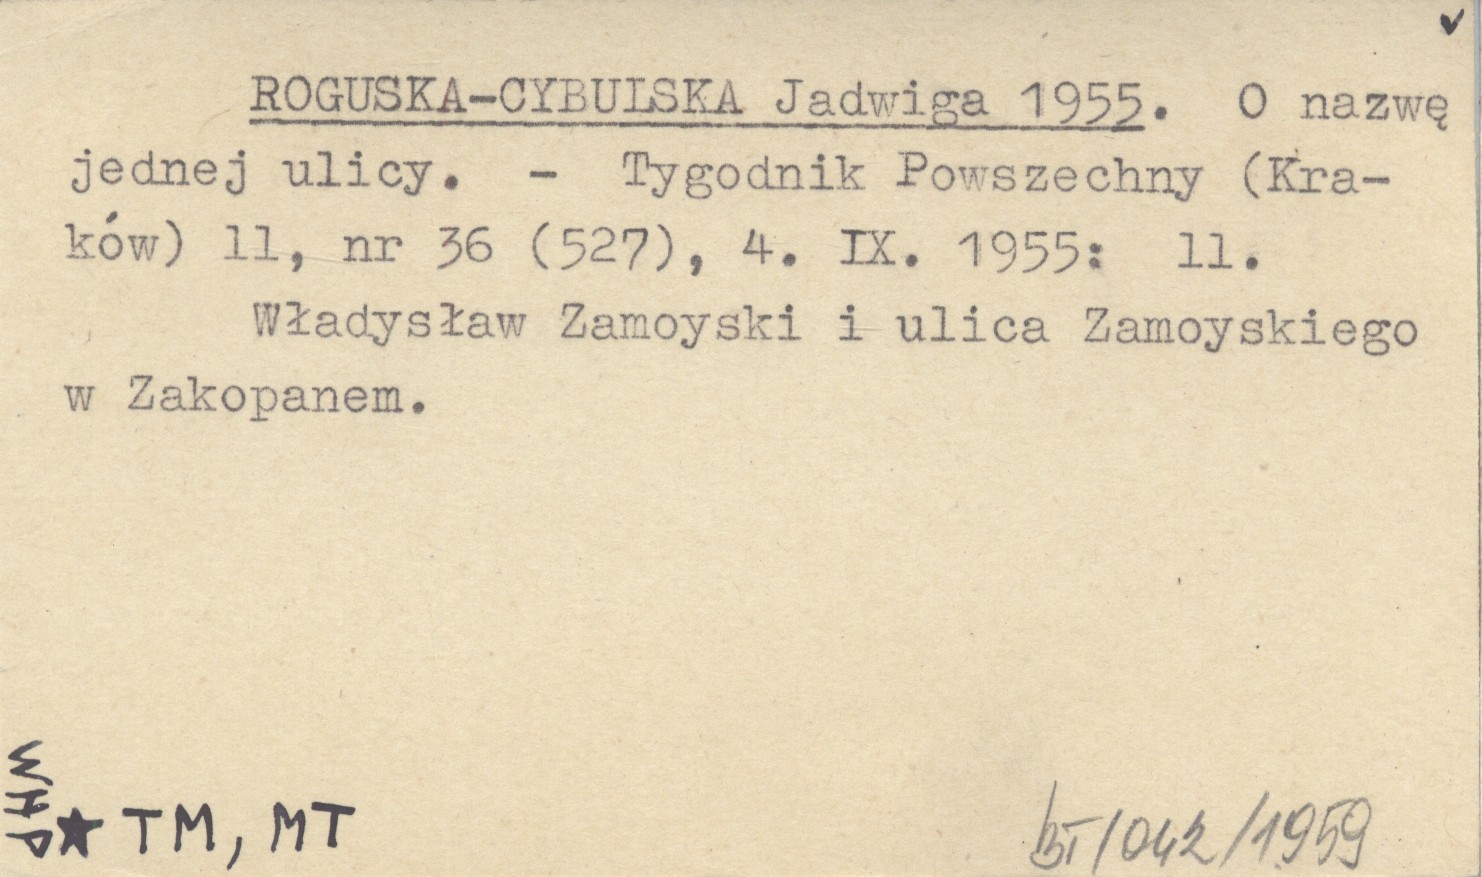 ROGUSKA-CYBULSKA Jadwiga 1955. O nazwę
jednej ulicy. - Tygodnik Powszechny (Kra-
ków) 11, nr 36 (527), 4. IX. 1955: 11.
Władysław Zamoyski i ulica Zamoyskiego
w Zakopanem.
WHP
★ TM, MT
BT/042/1959